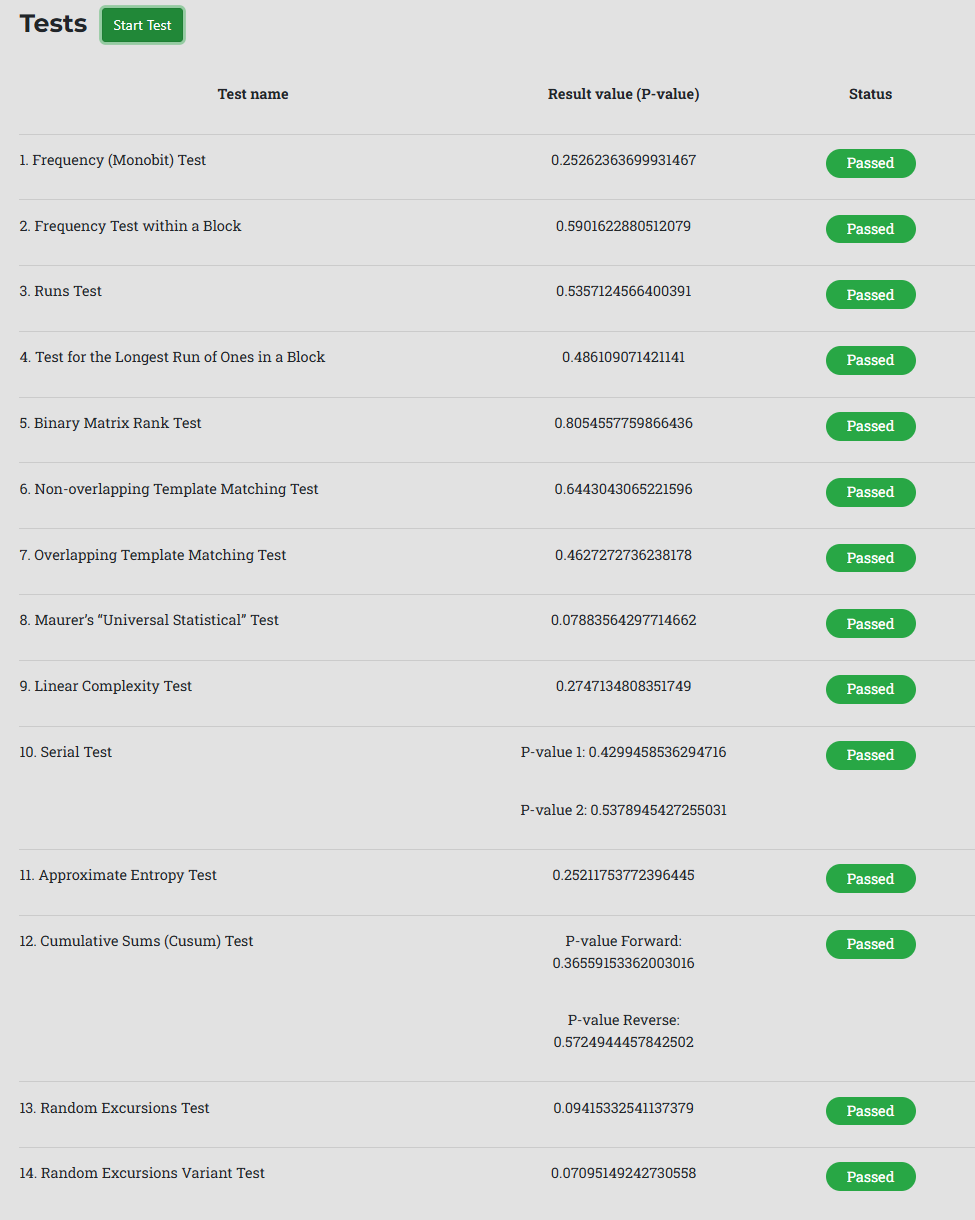 Tests Start Test
Test name Result value (P-value) Status
1. Frequency (Monobit) Test 0.25262363699931467 Passed
2. Frequency Test within a Block 0.5901622880512079 Passed
3. Runs Test 0.5357124566400391 Passed
4. Test for the Longest Run of Ones in a Block 0.486109071421141 Passed
5. Binary Matrix Rank Test 0.8054557759866436 Passed
6. Non-overlapping Template Matching Test 0.6443043065221596 Passed
7. Overlapping Template Matching Test 0.4627272736238178 Passed
8. Maurer’s “Universal Statistical” Test 0.07883564297714662 Passed
9. Linear Complexity Test 0.2747134808351749 Passed
10. Serial Test P-value 1: 0.4299458536294716 Passed
P-value 2: 0.5378945427255031
11. Approximate Entropy Test 0.25211753772396445 Passed
12. Cumulative Sums (Cusum) Test P-value Forward: Passed
0.36559153362003016
P-value Reverse:
0.5724944457842502
13. Random Excursions Test 0.09415332541137379 Passed
14. Random Excursions Variant Test 0.07095149242730558 Passed